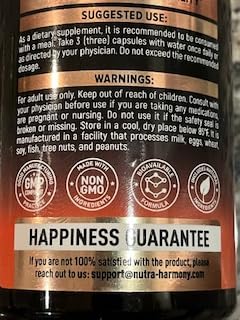 SUGGESTED USE:
As a dietary supplement, it is recommended to be consumed
with a meal. Take 3 (three) capsules with water once daily or
as directed by your physician. Do not exceed the recommended
dosage.
WARNINGS:
For adult use only. Keep out of reach of children. Consult with
your physician before use if you are taking any medications,
are pregnant or nursing. Do not use it if the safety seal is
broken or missing. Store in a cool, dry place below 85°F. It is
manufactured in a facility that processes milk, eggs, wheat,
soy, fish, tree nuts, and peanuts.
GMP
MADE WITH
NON
GMO
INGREDIENTS
BIOAVAILABLE
FORMULA
HAPPINESS GUARANTEE
If you are not 100% satisfied with the product, please
reach out to us: support@nutra-harmony.com